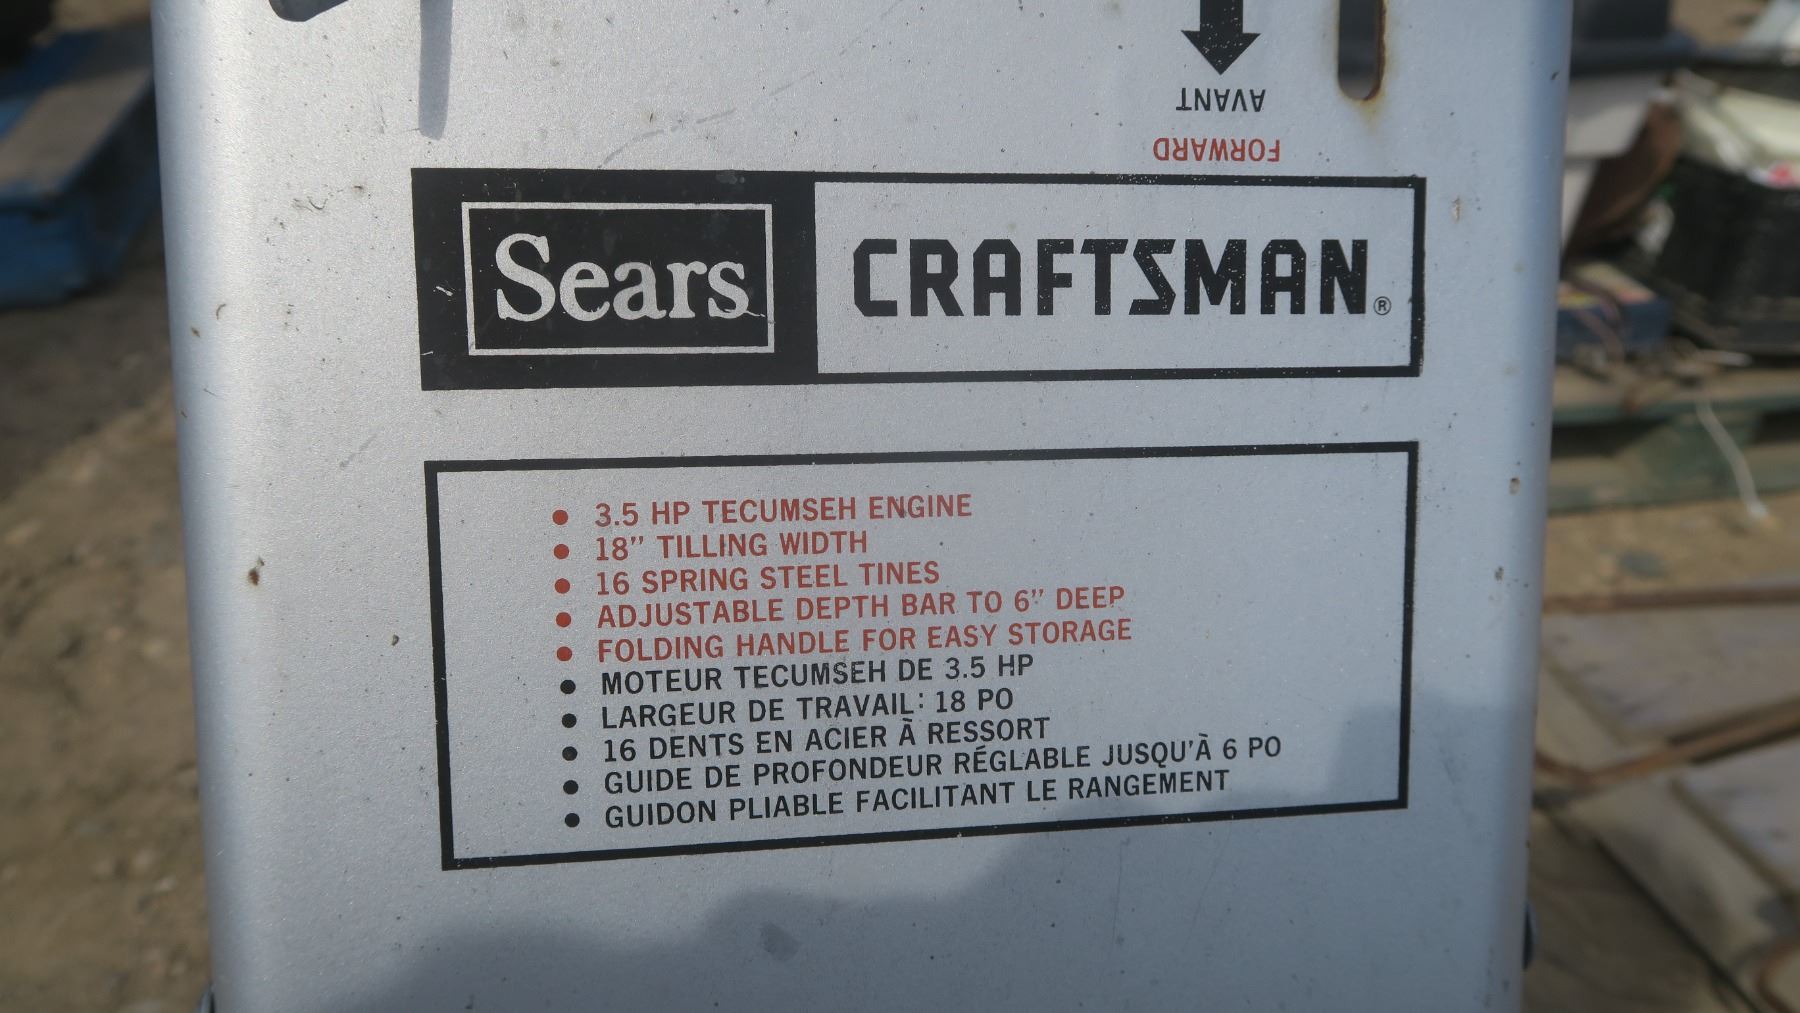 AVANT
FORWARD
Sears CRAFTSMAN®
• 3.5 HP TECUMSEH ENGINE
• 18" TILLING WIDTH
• 16 SPRING STEEL TINES
• ADJUSTABLE DEPTH BAR TO 6" DEEP
• FOLDING HANDLE FOR EASY STORAGE
• MOTEUR TECUMSEH DE 3.5 HP
• LARGEUR DE TRAVAIL: 18 PO
• 16 DENTS EN ACIER À RESSORT
• GUIDE DE PROFONDEUR RÉGLABLE JUSQU'À 6 PO
• GUIDON PLIABLE FACILITANT LE RANGEMENT